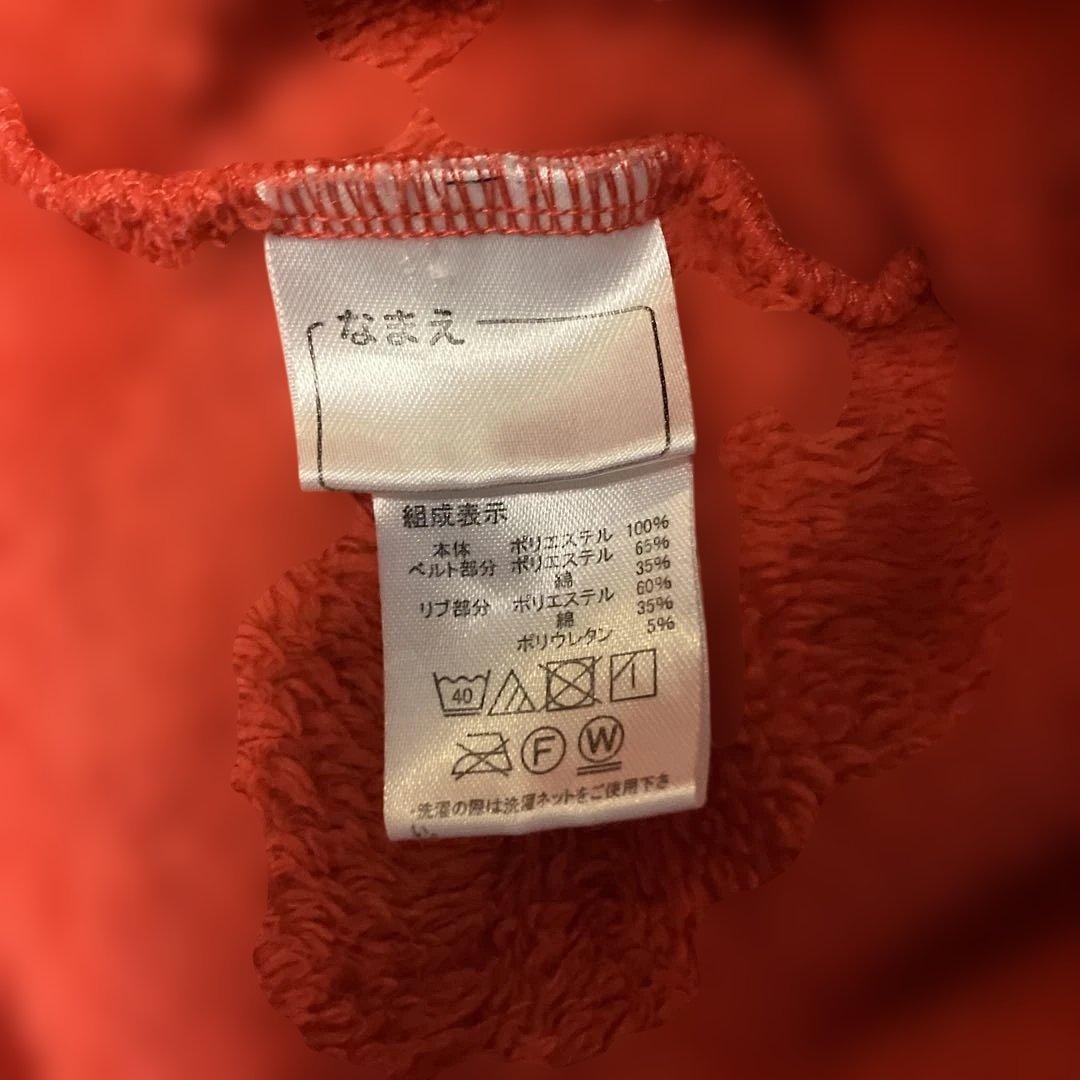 なまえ
組成表示
本体 ポリエステル 100%
ベルト部分 ポリエステル 65%
綿 35%
リブ部分 ポリエステル 60%
綿 35%
ポリウレタン 5%
40
F W
・洗濯の際は洗濯ネットをご使用下さ
い。